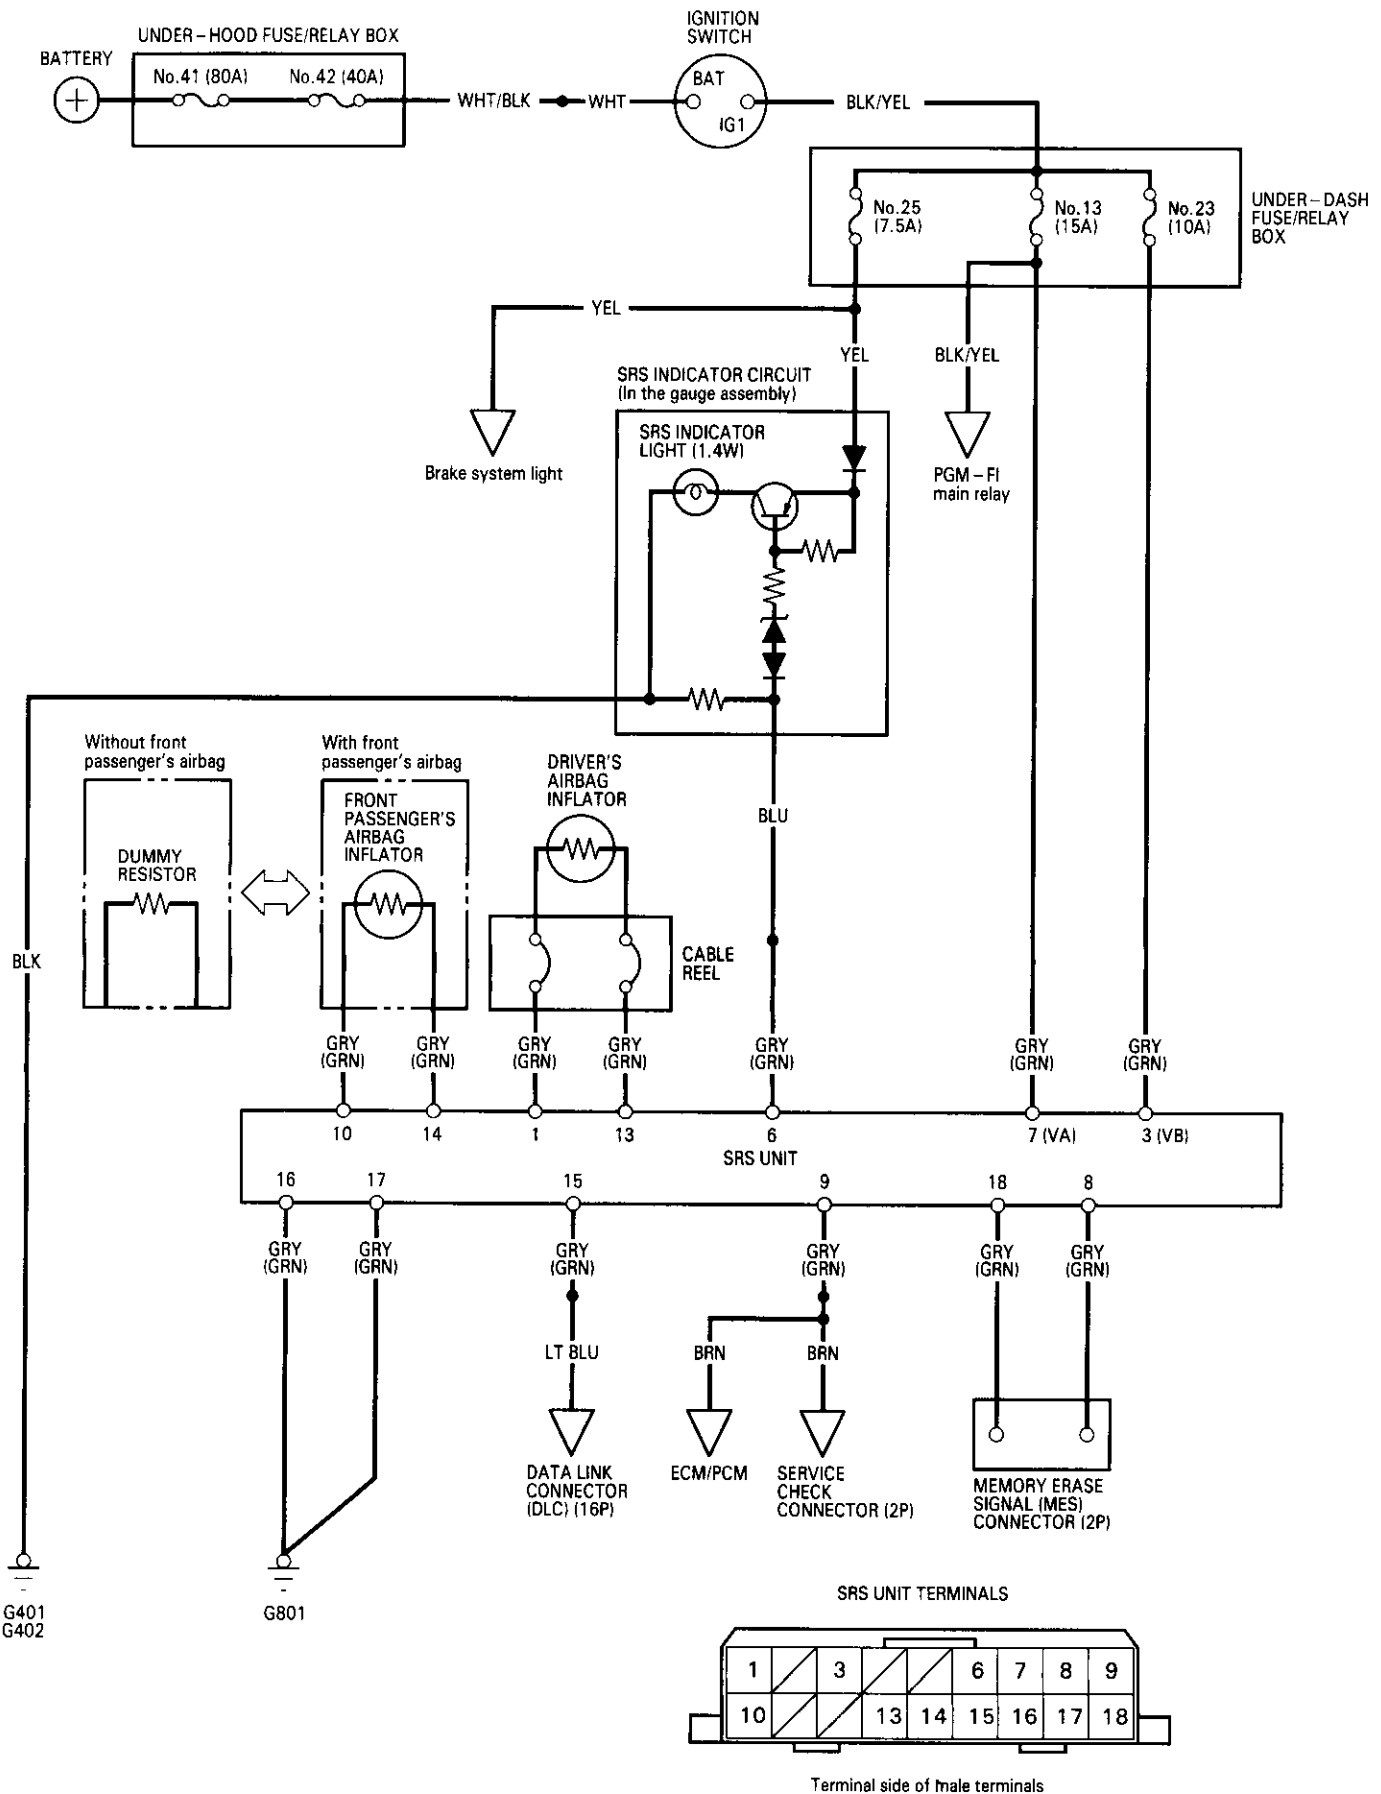 IGNITION
SWITCH
UNDER–HOOD FUSE/RELAY BOX
BATTERY
No.41 (80A)
No.42 (40A)
WHT/BLK
WHT
BAT
IG1
BLK/YEL
No.25
(7.5A)
No.13
(15A)
No.23
(10A)
UNDER–DASH
FUSE/RELAY
BOX
YEL
YEL
BLK/YEL
SRS INDICATOR CIRCUIT
(In the gauge assembly)
SRS INDICATOR
LIGHT (1.4W)
Brake system light
PGM–FI
main relay
Without front
passenger's airbag
With front
passenger's airbag
DRIVER'S
AIRBAG
INFLATOR
FRONT
PASSENGER'S
AIRBAG
INFLATOR
DUMMY
RESISTOR
BLU
BLK
CABLE
REEL
GRY
(GRN)
GRY
(GRN)
GRY
(GRN)
GRY
(GRN)
GRY
(GRN)
GRY
(GRN)
GRY
(GRN)
10
14
1
13
6
7 (VA)
3 (VB)
SRS UNIT
16
17
15
9
18
8
GRY
(GRN)
GRY
(GRN)
GRY
(GRN)
GRY
(GRN)
GRY
(GRN)
GRY
(GRN)
LT BLU
BRN
BRN
DATA LINK
CONNECTOR
(DLC) (16P)
ECM/PCM
SERVICE
CHECK
CONNECTOR (2P)
MEMORY ERASE
SIGNAL (MES)
CONNECTOR (2P)
G401
G402
G801
SRS UNIT TERMINALS
1 3 6 7 8 9
10 13 14 15 16 17 18
Terminal side of male terminals